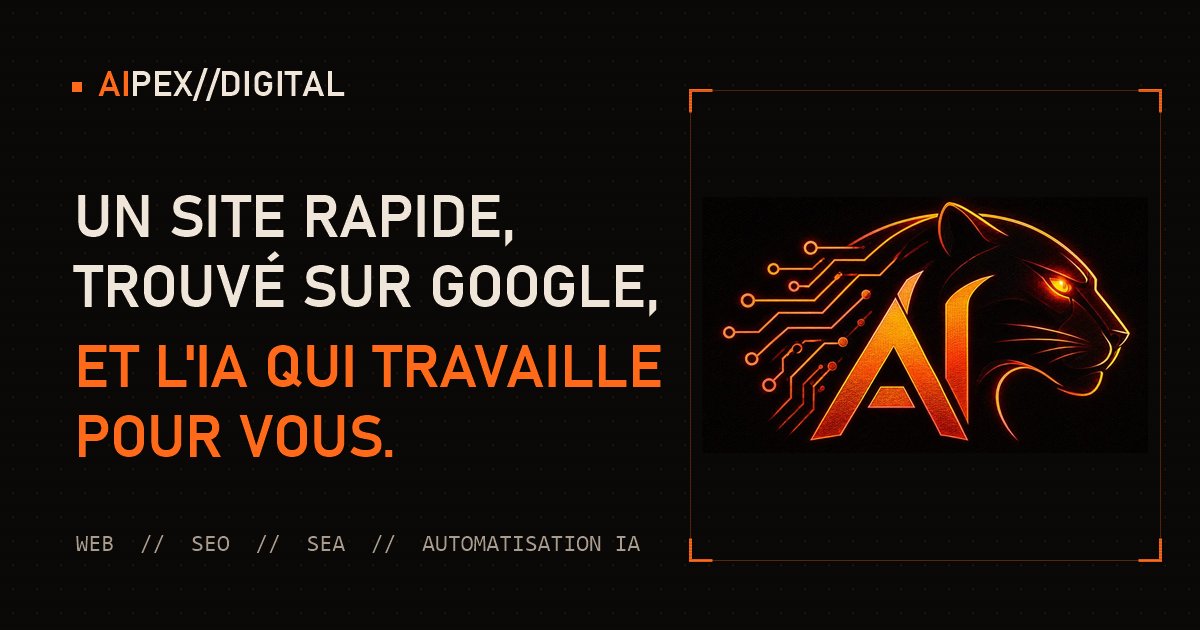 AIPEX//DIGITAL
UN SITE RAPIDE,
TROUVÉ SUR GOOGLE,
ET L'IA QUI TRAVAILLE
POUR VOUS.
WEB // SEO // SEA // AUTOMATISATION IA
AI